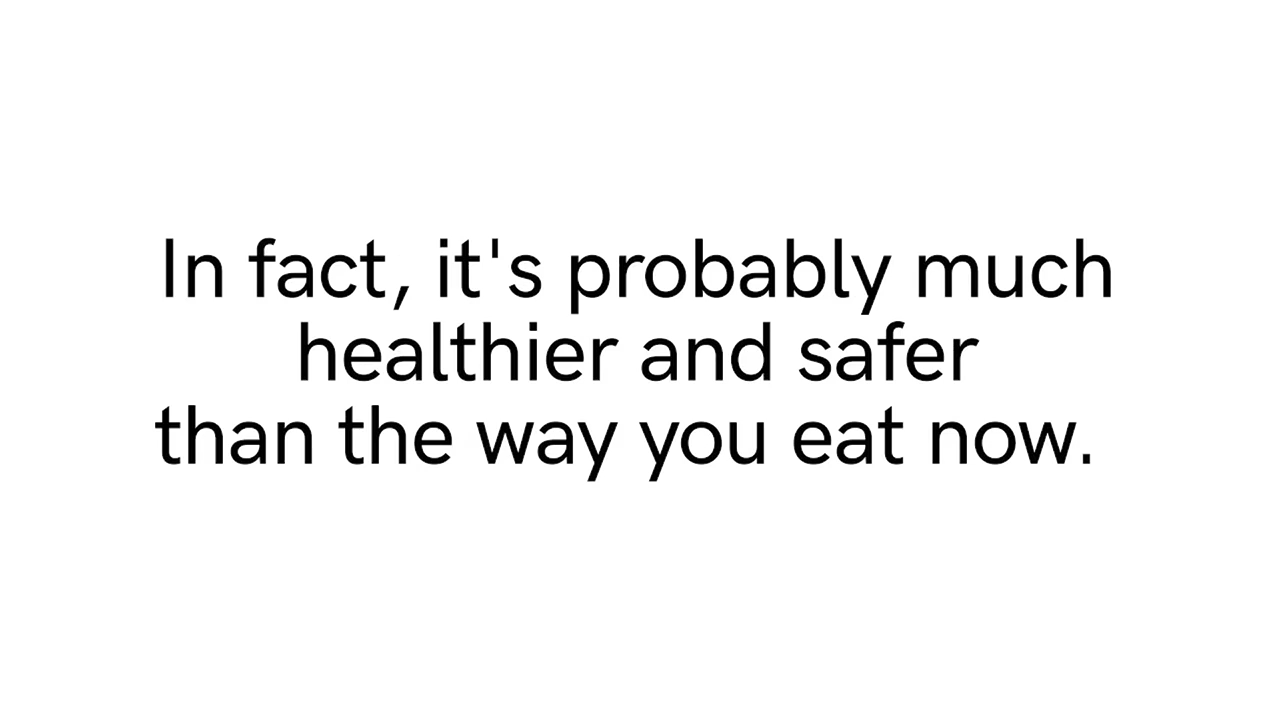 In fact, it's probably much
healthier and safer
than the way you eat now.